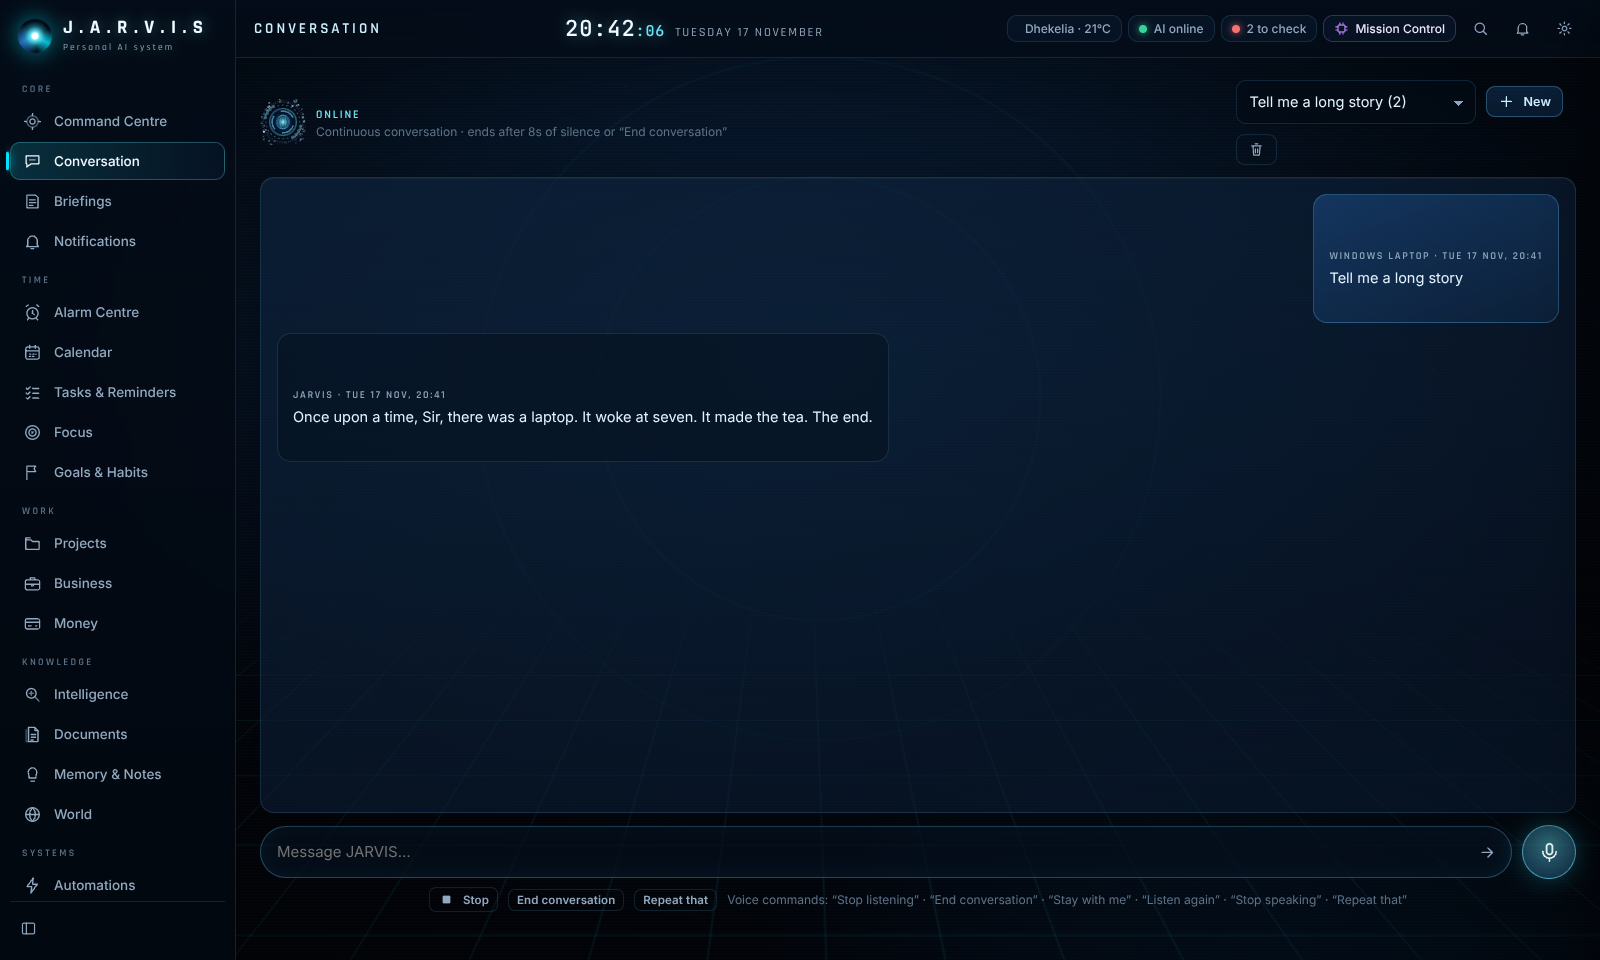 J.A.R.V.I.S
Personal AI system
CONVERSATION
20:42:06 TUESDAY 17 NOVEMBER
Dhekelia · 21°C
AI online
2 to check
Mission Control
CORE
Command Centre
Conversation
Briefings
Notifications
TIME
Alarm Centre
Calendar
Tasks & Reminders
Focus
Goals & Habits
WORK
Projects
Business
Money
KNOWLEDGE
Intelligence
Documents
Memory & Notes
World
SYSTEMS
Automations
ONLINE
Continuous conversation · ends after 8s of silence or “End conversation”
Tell me a long story (2)
New
WINDOWS LAPTOP · TUE 17 NOV, 20:41
Tell me a long story
JARVIS · TUE 17 NOV, 20:41
Once upon a time, Sir, there was a laptop. It woke at seven. It made the tea. The end.
Message JARVIS...
Stop
End conversation
Repeat that
Voice commands: “Stop listening” · “End conversation” · “Stay with me” · “Listen again” · “Stop speaking” · “Repeat that”